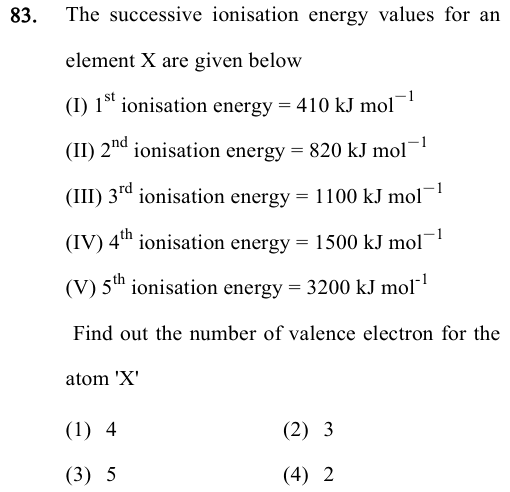 83. The successive ionisation energy values for an
element X are given below
(I) 1st ionisation energy = 410 kJ mol−1
(II) 2nd ionisation energy = 820 kJ mol−1
(III) 3rd ionisation energy = 1100 kJ mol−1
(IV) 4th ionisation energy = 1500 kJ mol−1
(V) 5th ionisation energy = 3200 kJ mol-1
Find out the number of valence electron for the
atom 'X'
(1) 4 (2) 3
(3) 5 (4) 2